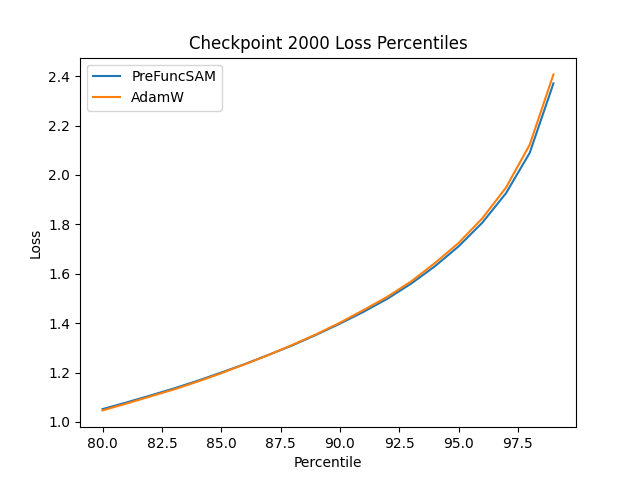 Checkpoint 2000 Loss Percentiles
PreFuncSAM
AdamW
2.4
2.2
2.0
1.8
1.6
1.4
1.2
1.0
Loss
80.0 82.5 85.0 87.5 90.0 92.5 95.0 97.5
Percentile